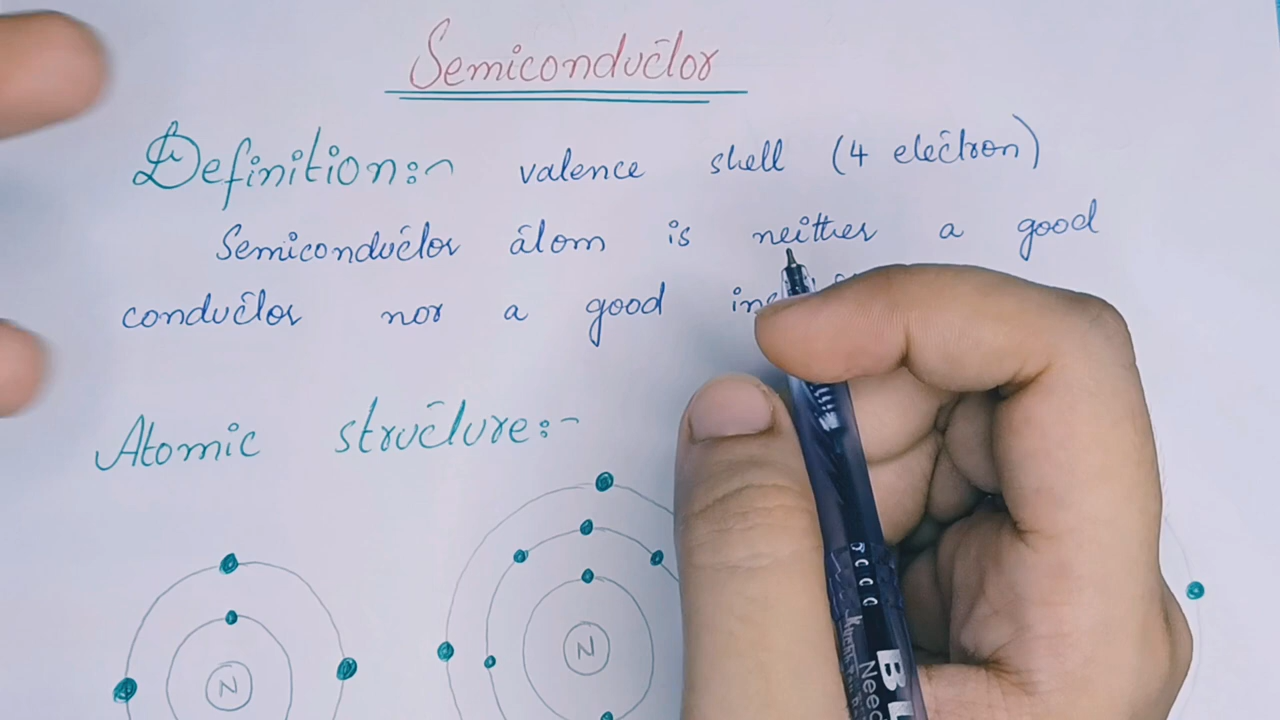 Semiconductor
Definition:- valence shell (4 electron)
Semiconductor atom is neither a good
conductor nor a good
Atomic structure:-
N N